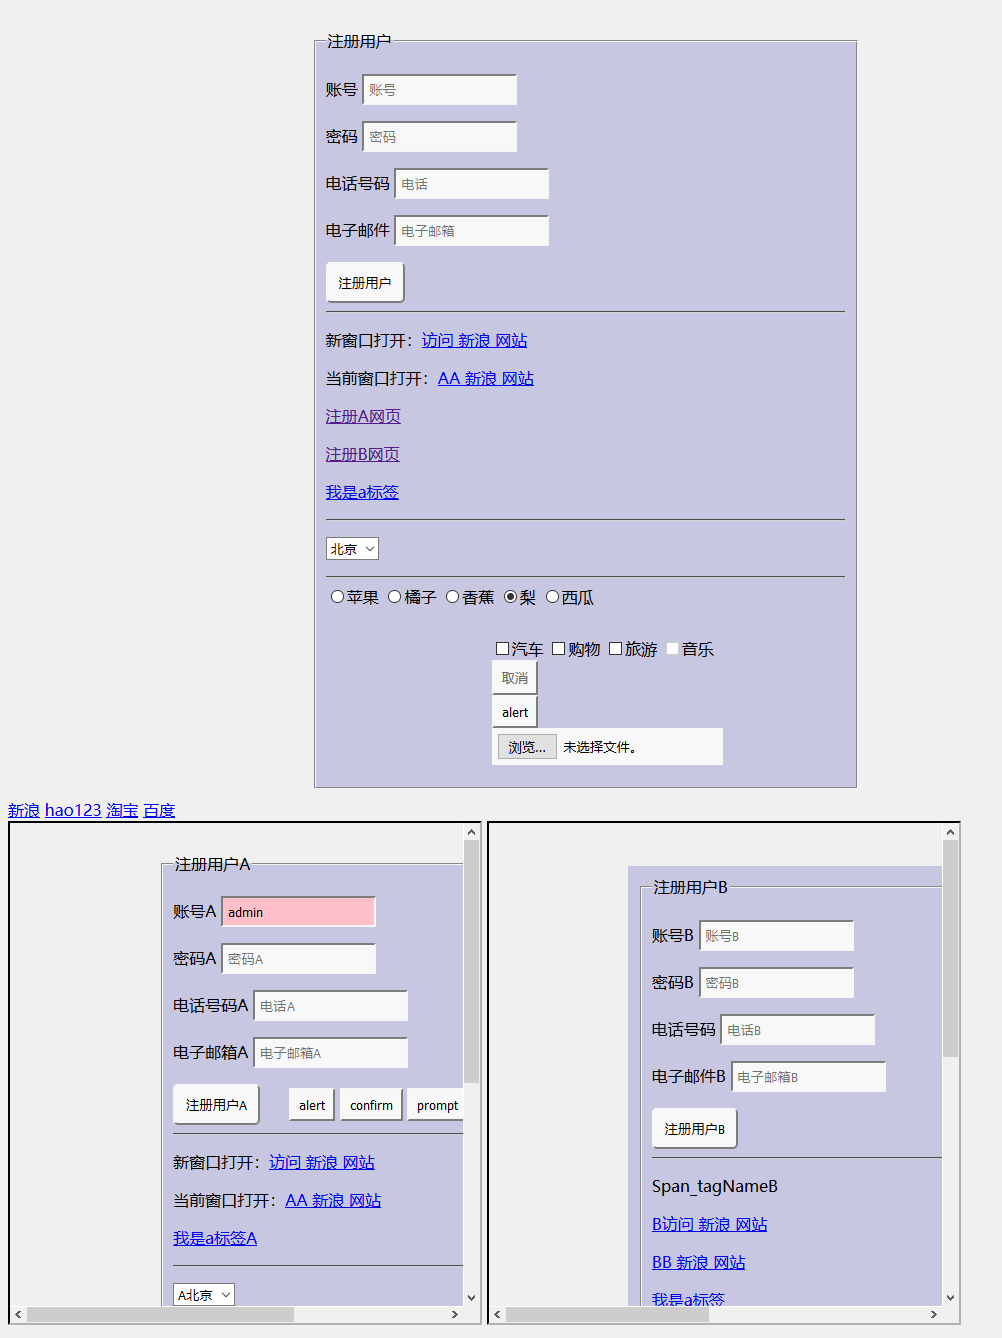 注册用户
账号 账号
密码 密码
电话号码 电话
电子邮件 电子邮箱
注册用户
新窗口打开：访问 新浪 网站
当前窗口打开：AA 新浪 网站
注册A网页
注册B网页
我是a标签
北京
苹果 橘子 香蕉 梨 西瓜
汽车 购物 旅游 音乐
取消
alert
浏览... 未选择文件。
新浪 hao123 淘宝 百度
注册用户A
账号A admin
密码A 密码A
电话号码A 电话A
电子邮箱A 电子邮箱A
注册用户A alert confirm prompt
新窗口打开：访问 新浪 网站
当前窗口打开：AA 新浪 网站
我是a标签A
A北京
注册用户B
账号B 账号B
密码B 密码B
电话号码 电话B
电子邮件B 电子邮箱B
注册用户B
Span_tagNameB
B访问 新浪 网站
BB 新浪 网站
我是a标签